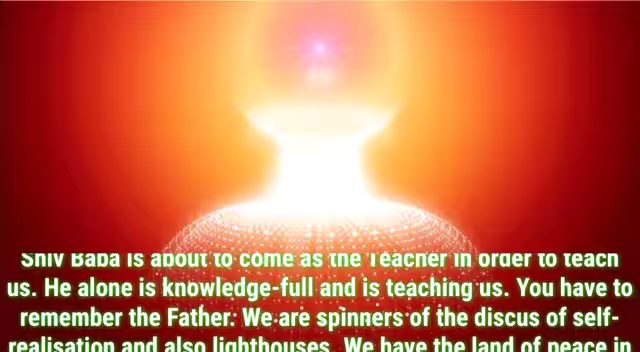 Shiv Baba is about to come as the Teacher in order to teach
us. He alone is knowledge-full and is teaching us. You have to
remember the Father. We are spinners of the discus of self-
realisation and also lighthouses. We have the land of peace in